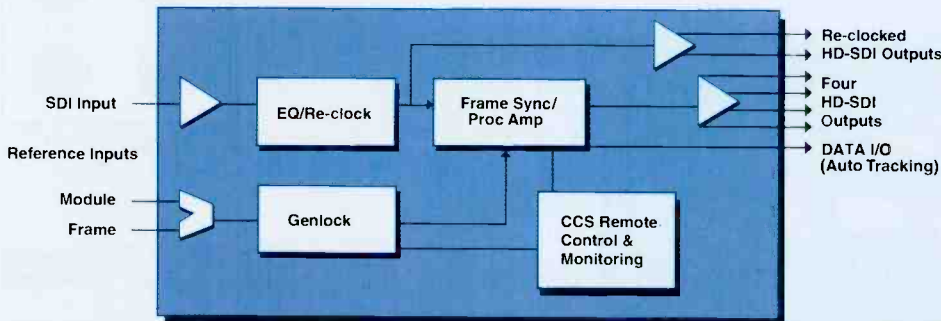 Re-clocked
HD-SDI Outputs
SDI Input
EQ/Re-clock
Frame Sync/
Proc Amp
Four
HD-SDI
Outputs
DATA I/O
(Auto Tracking)
Reference Inputs
Module
Frame
Genlock
CCS Remote
Control &
Monitoring